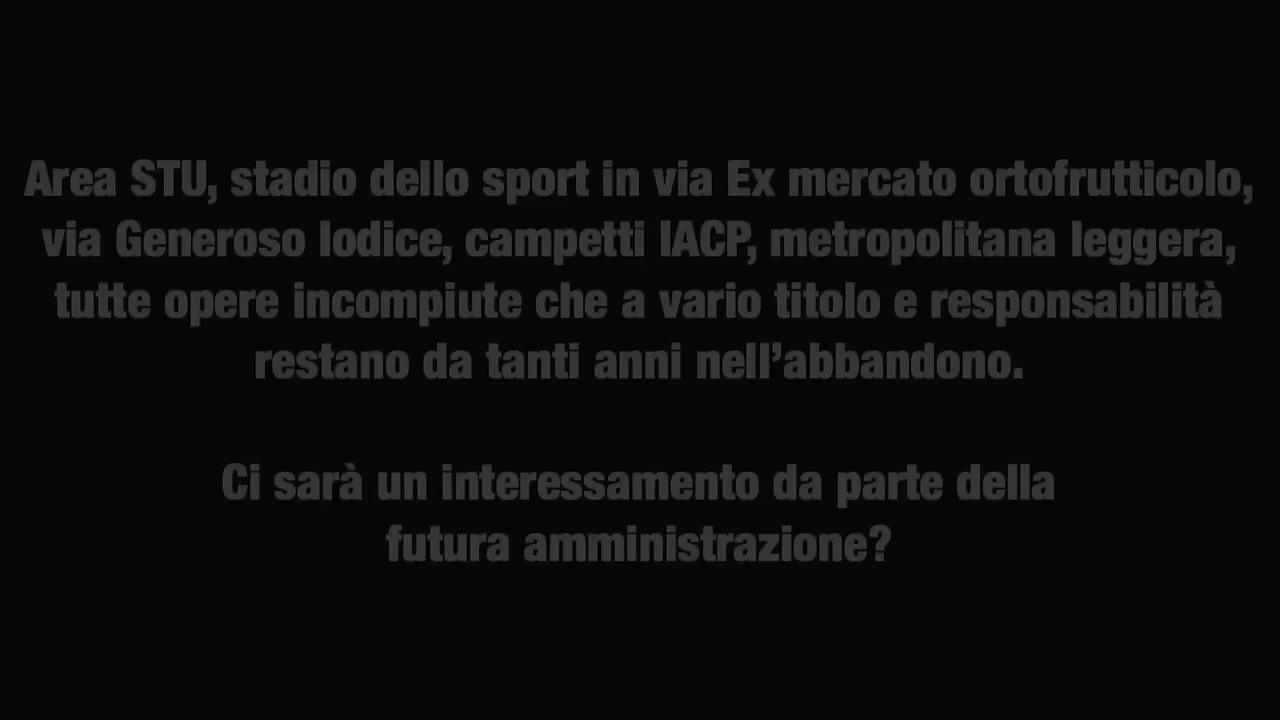 Area STU, stadio dello sport in via Ex mercato ortofrutticolo,
via Generoso Iodice, campetti IACP, metropolitana leggera,
tutte opere incompiute che a vario titolo e responsabilità
restano da tanti anni nell’abbandono.
Ci sarà un interessamento da parte della
futura amministrazione?